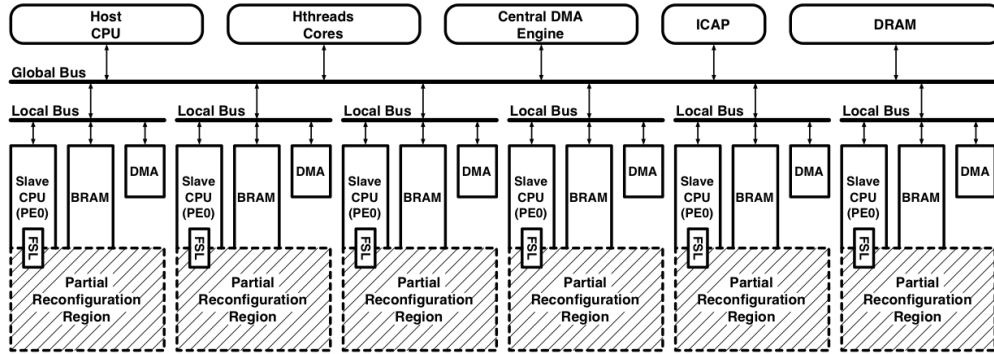 Host
CPU
Hthreads
Cores
Central DMA
Engine
ICAP
DRAM
Global Bus
Local Bus
Local Bus
Local Bus
Local Bus
Local Bus
Local Bus
Slave
CPU
(PE0)
BRAM
DMA
FSL
Partial
Reconfiguration
Region
Slave
CPU
(PE0)
BRAM
DMA
FSL
Partial
Reconfiguration
Region
Slave
CPU
(PE0)
BRAM
DMA
FSL
Partial
Reconfiguration
Region
Slave
CPU
(PE0)
BRAM
DMA
FSL
Partial
Reconfiguration
Region
Slave
CPU
(PE0)
BRAM
DMA
FSL
Partial
Reconfiguration
Region
Slave
CPU
(PE0)
BRAM
DMA
FSL
Partial
Reconfiguration
Region